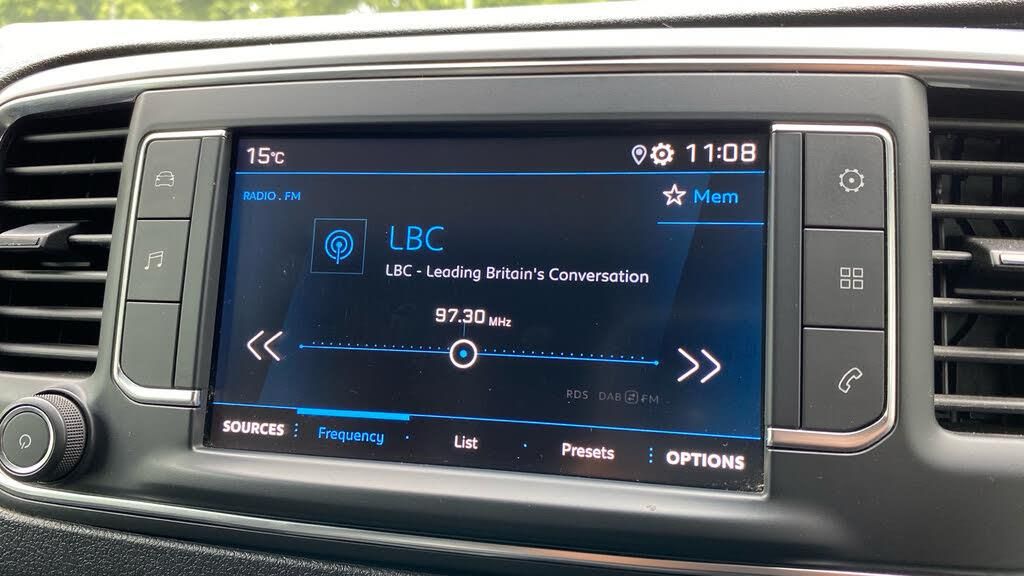 15°C
11:08
RADIO . FM
Mem
LBC
LBC - Leading Britain's Conversation
97.30 MHz
RDS DAB FM
SOURCES Frequency List Presets OPTIONS